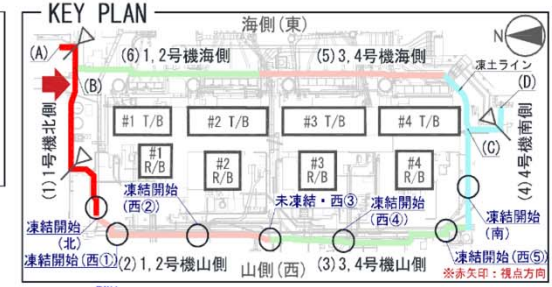 KEY PLAN
海側(東)
N
(A)
(6)1,2号機海側
(5)3,4号機海側
凍土ライン
(B)
(D)
#1 T/B
#2 T/B
#3 T/B
#4 T/B
(C)
(1)1号機北側
(4)4号機南側
#1
R/B
#2
R/B
#3
R/B
#4
R/B
凍結開始
(西②)
未凍結・西③
凍結開始
(西④)
凍結開始
(南)
凍結開始
(北)
凍結開始(西①)
(2)1,2号機山側
山側(西)
(3)3,4号機山側
凍結開始(西⑤)
※赤矢印：視点方向